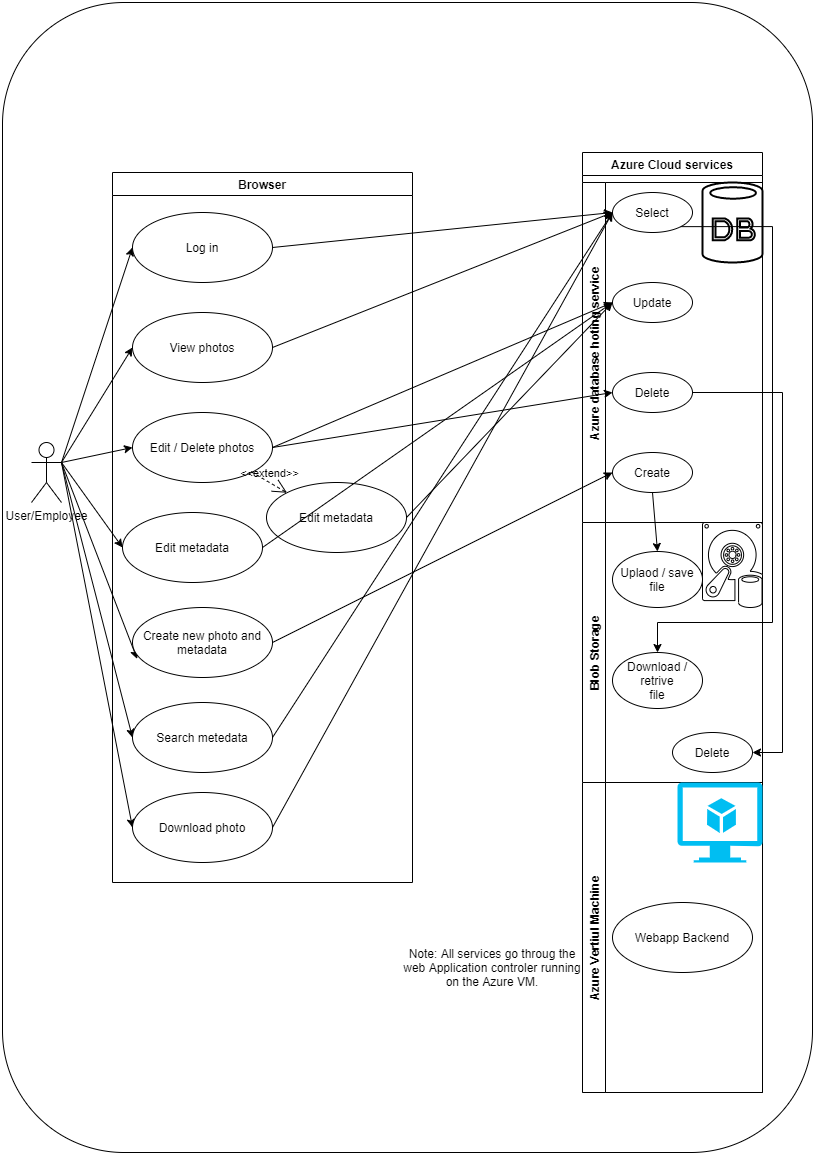 Azure Cloud services
Browser
Select
DB
Log in
Azure database hoting service
Update
View photos
Delete
Edit / Delete photos
<<extend>>
Create
User/Employee
Edit metadata
Edit metadata
Uplaod / save
file
Blob Storage
Create new photo and
metadata
Download /
retrive
file
Search metedata
Delete
Download photo
Azure Vertiul Machine
Webapp Backend
Note: All services go throug the
web Application controler running
on the Azure VM.